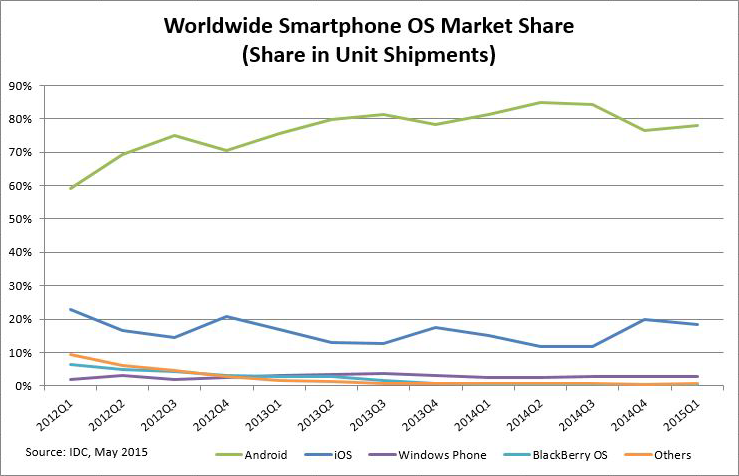 Worldwide Smartphone OS Market Share
(Share in Unit Shipments)
90%
80%
70%
60%
50%
40%
30%
20%
10%
0%
2012Q1 2012Q2 2012Q3 2012Q4 2013Q1 2013Q2 2013Q3 2013Q4 2014Q1 2014Q2 2014Q3 2014Q4 2015Q1
Source: IDC, May 2015 Android iOS Windows Phone BlackBerry OS Others